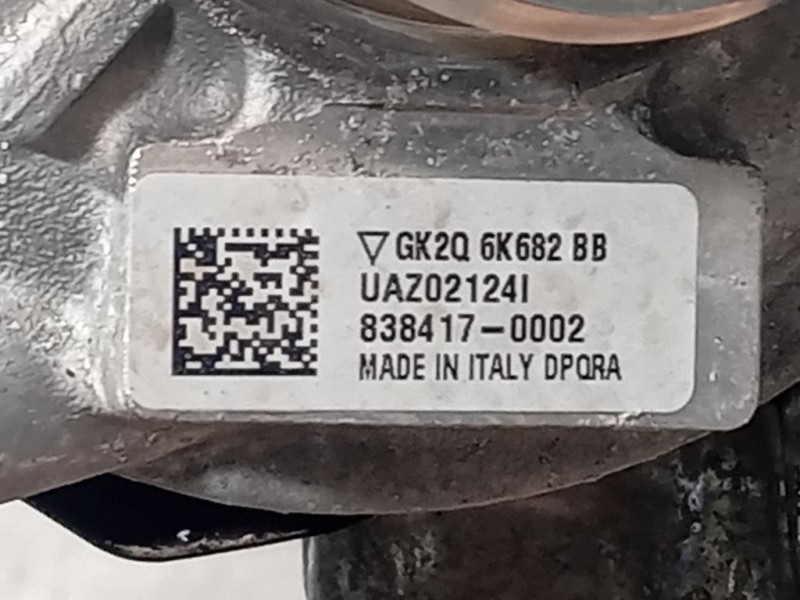 ▽ GK2Q 6K682 BB
UAZ02124I
838417-0002
MADE IN ITALY DPQRA